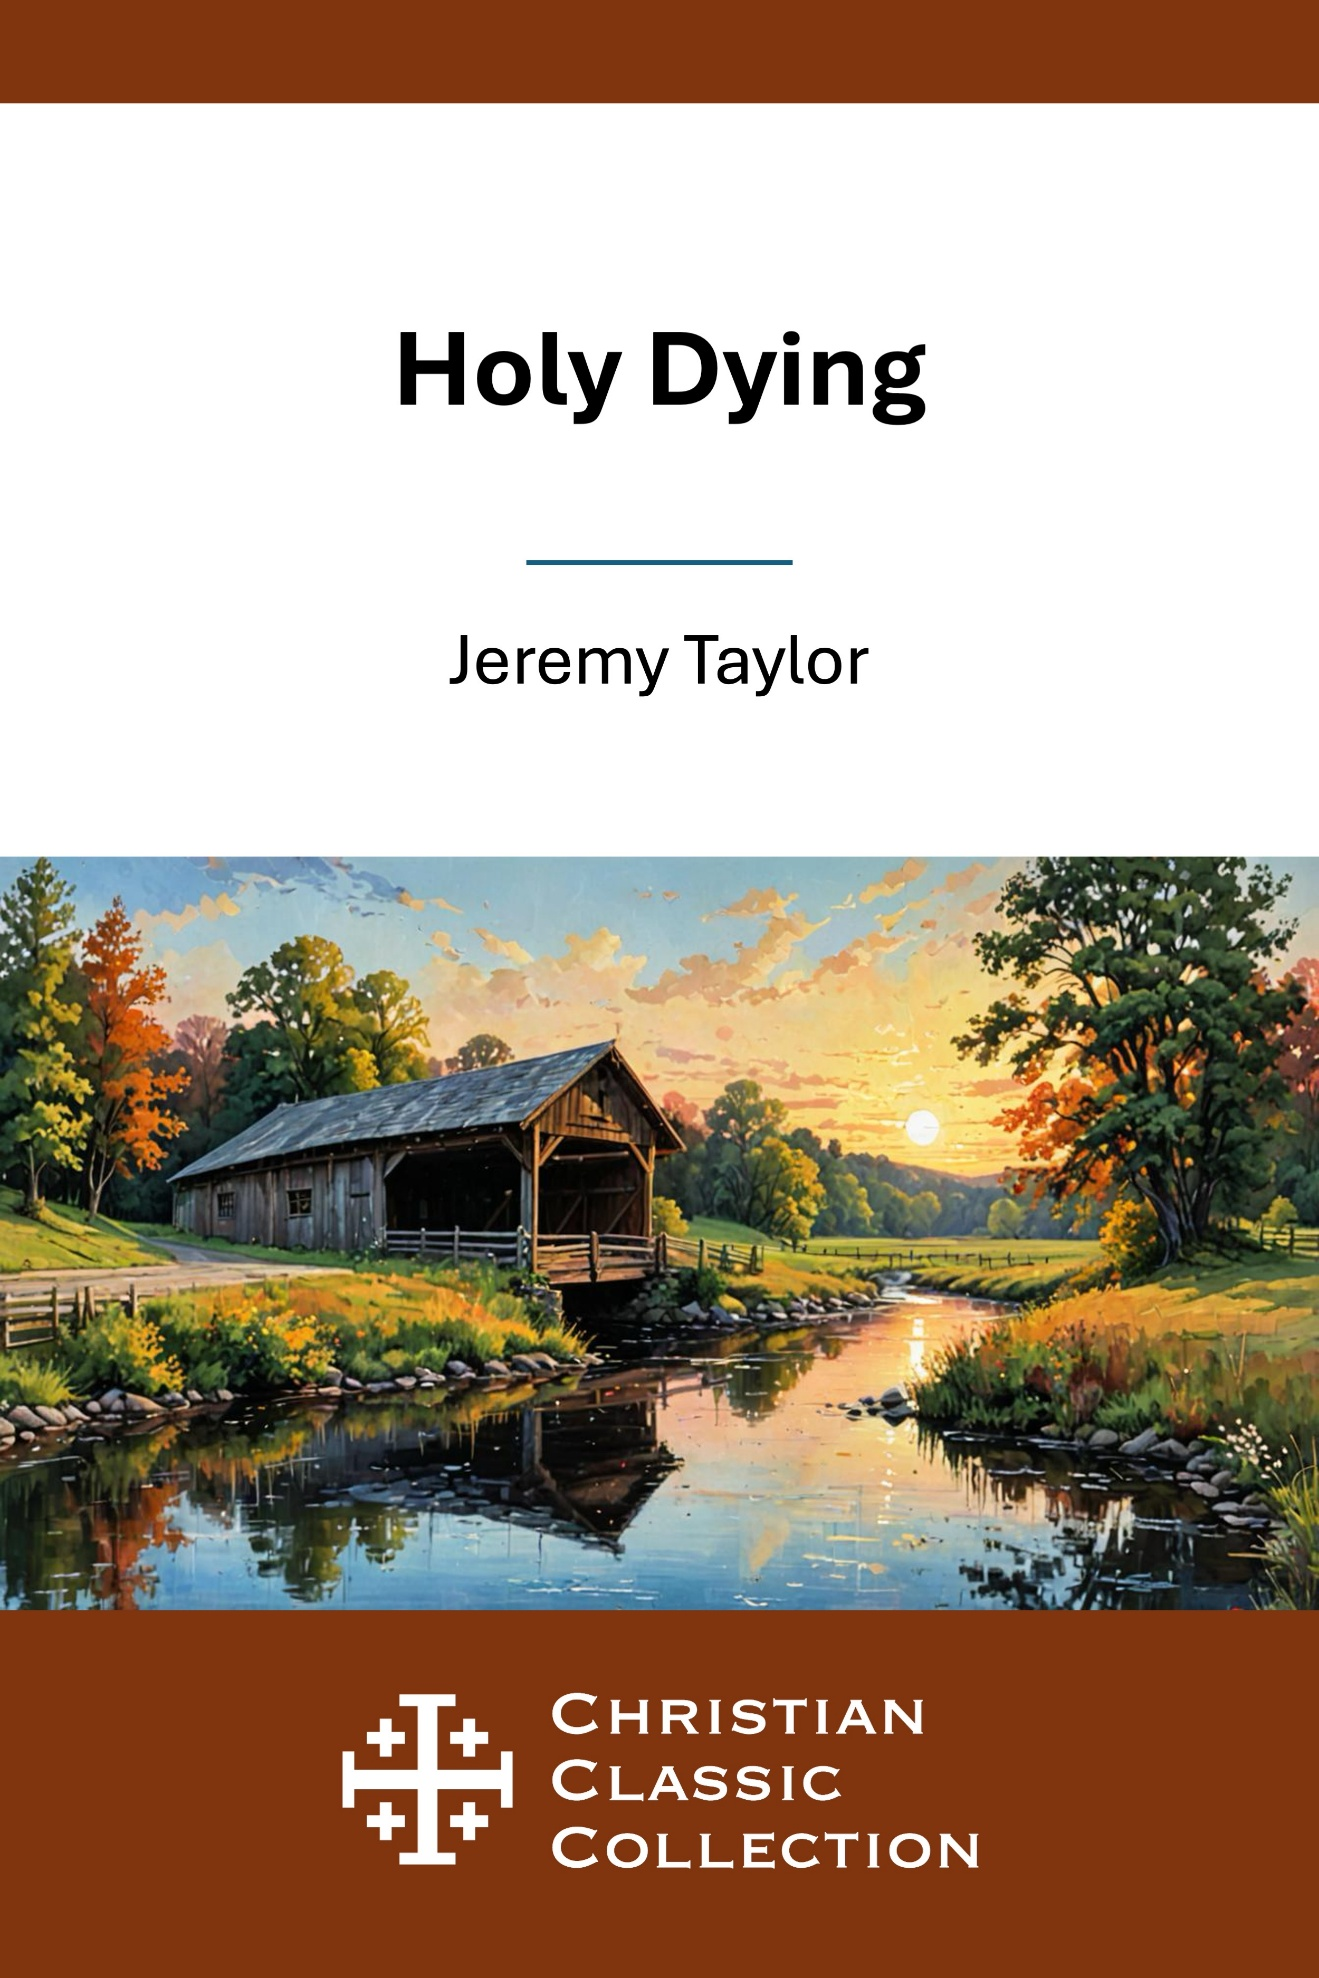 Holy Dying
Jeremy Taylor
CHRISTIAN
CLASSIC
COLLECTION